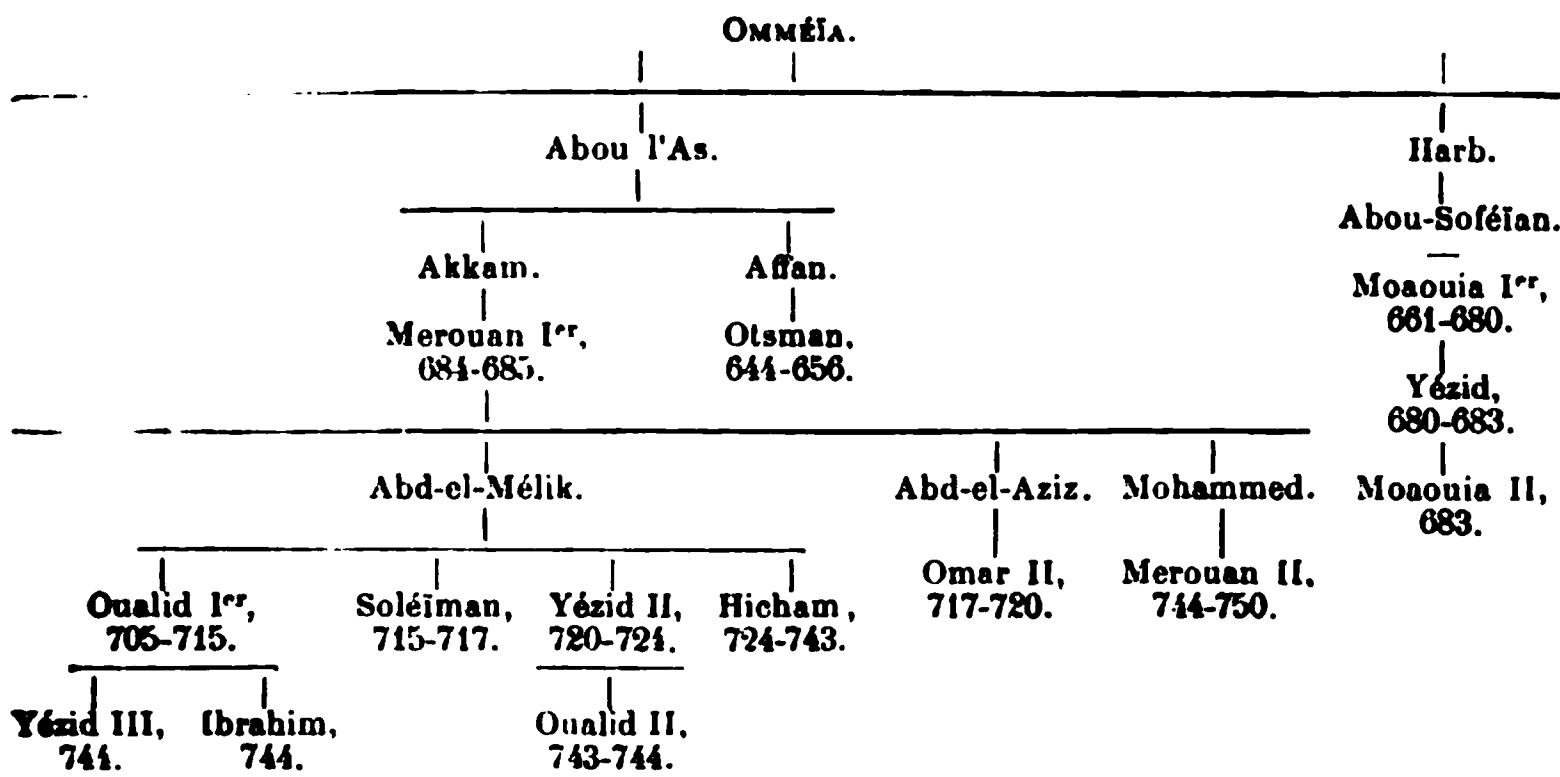 OMMÉÏA.
Abou l'As. Harb.
Abou-Soféïan.
Akkam. Affan.
Moaouia Iᵉʳ,
661-680.
Merouan Iᵉʳ, Otsman,
684-685. 644-656.
Yézid,
680-683.
Abd-el-Mélik. Abd-el-Aziz. Mohammed. Moaouia II,
683.
Omar II, Merouan II,
717-720. 744-750.
Oualid Iᵉʳ, Soléïman, Yézid II, Hicham,
705-715. 715-717. 720-724. 724-743.
Yézid III, Ibrahim, Oualid II,
744. 744. 743-744.